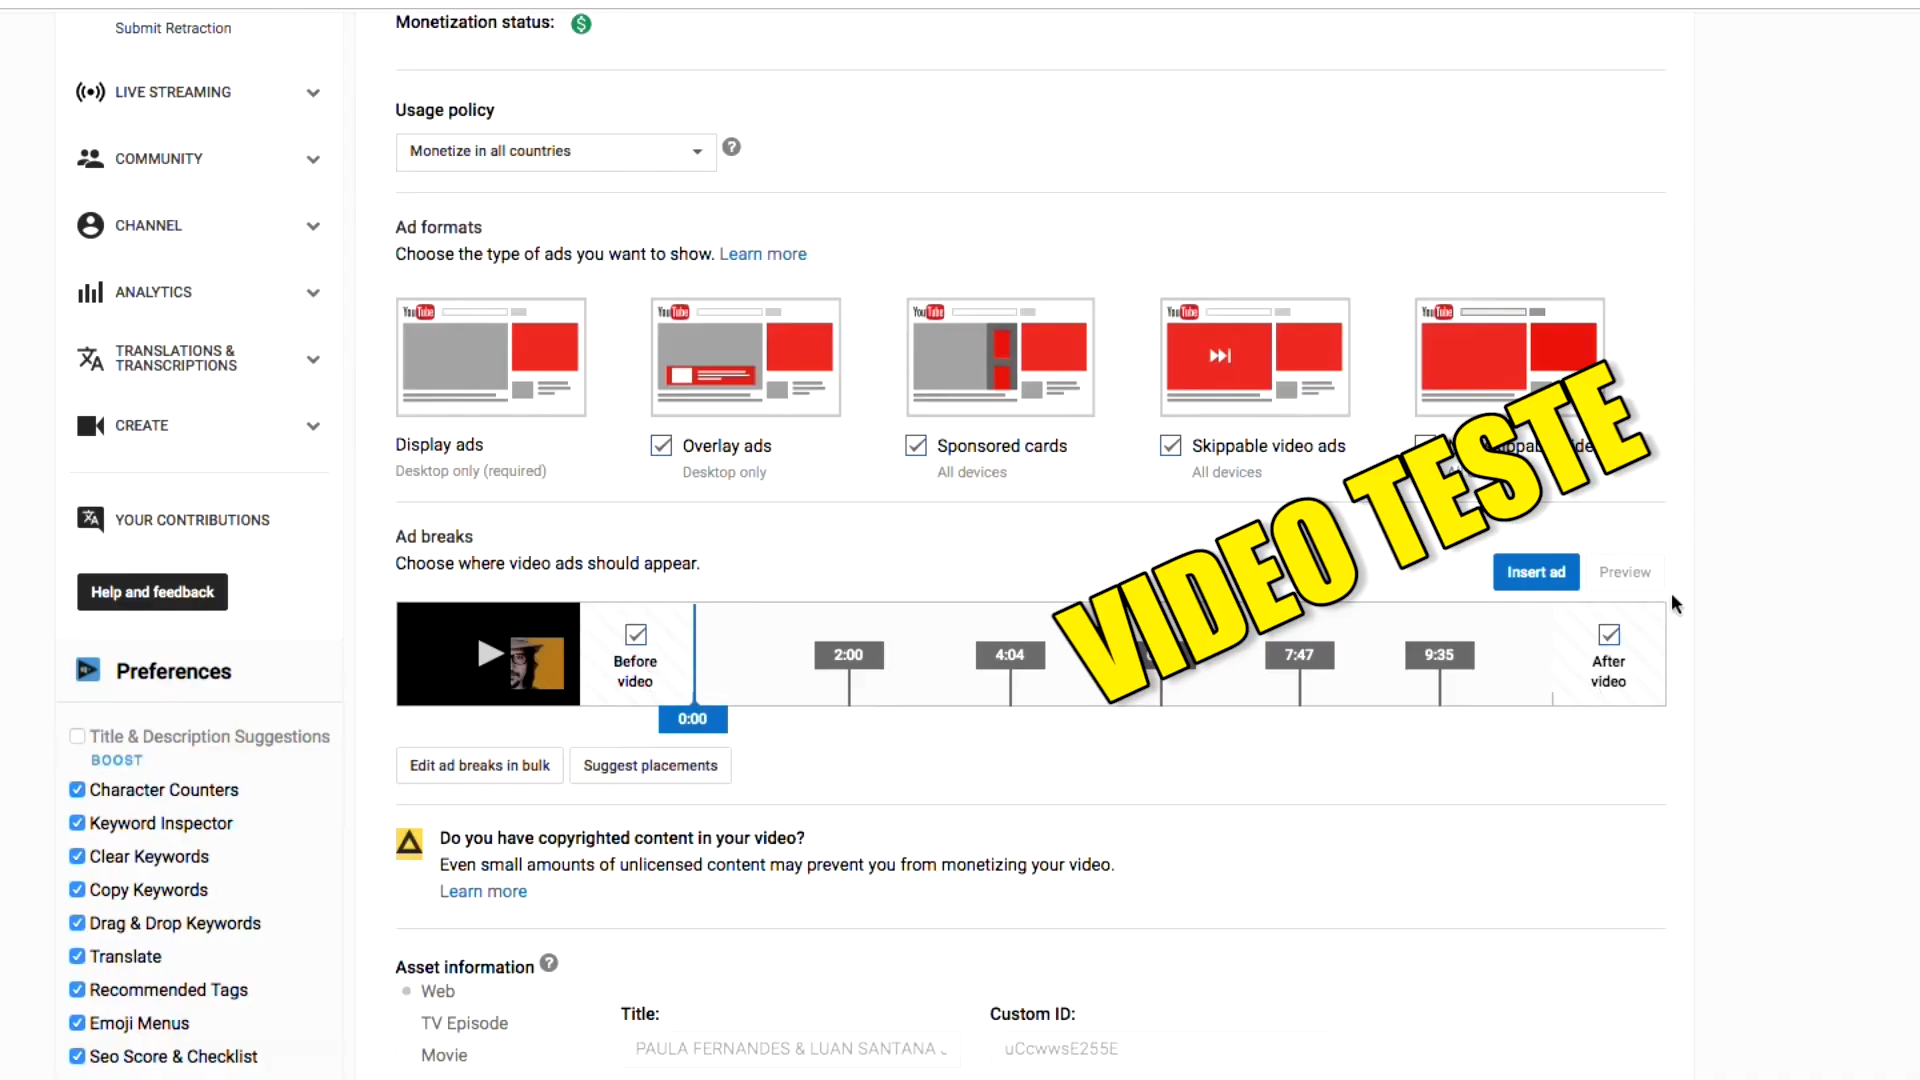 Submit Retraction
LIVE STREAMING
COMMUNITY
CHANNEL
ANALYTICS
TRANSLATIONS &
TRANSCRIPTIONS
CREATE
YOUR CONTRIBUTIONS
Help and feedback
Preferences
Title & Description Suggestions
BOOST
Character Counters
Keyword Inspector
Clear Keywords
Copy Keywords
Drag & Drop Keywords
Translate
Recommended Tags
Emoji Menus
Seo Score & Checklist
Monetization status:
Usage policy
Monetize in all countries
Ad formats
Choose the type of ads you want to show. Learn more
YouTube YouTube YouTube YouTube YouTube
Display ads
Desktop only (required)
Overlay ads
Desktop only
Sponsored cards
All devices
Skippable video ads
All devices
VIDEO TESTE
Ad breaks
Choose where video ads should appear.
Insert ad Preview
Before
video
0:00
2:00 4:04 7:47 9:35
After
video
Edit ad breaks in bulk Suggest placements
Do you have copyrighted content in your video?
Even small amounts of unlicensed content may prevent you from monetizing your video.
Learn more
Asset information
Web
TV Episode
Movie
Title:
PAULA FERNANDES & LUAN SANTANA
Custom ID:
uCcwwsE255E